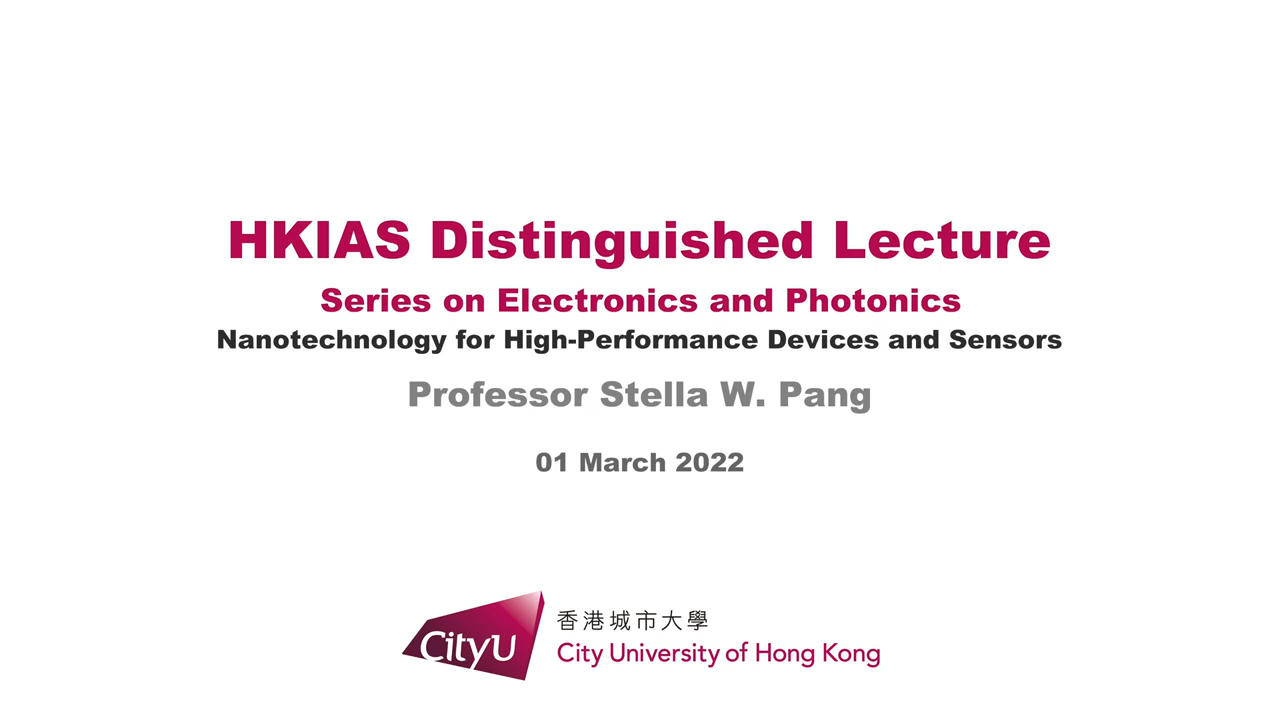 HKIAS Distinguished Lecture
Series on Electronics and Photonics
Nanotechnology for High-Performance Devices and Sensors
Professor Stella W. Pang
01 March 2022
CityU
香港城市大學
City University of Hong Kong